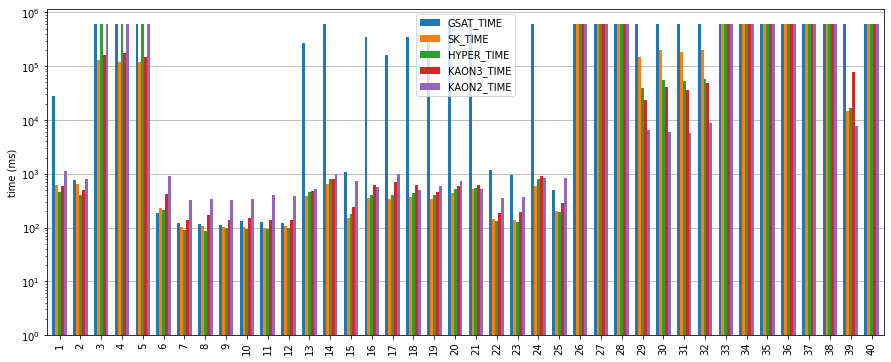 10⁶
10⁵
10⁴
10³
10²
10¹
10⁰
time (ms)
GSAT_TIME
SK_TIME
HYPER_TIME
KAON3_TIME
KAON2_TIME
1 2 3 4 5 6 7 8 9 10 11 12 13 14 15 16 17 18 19 20 21 22 23 24 25 26 27 28 29 30 31 32 33 34 35 36 37 38 39 40